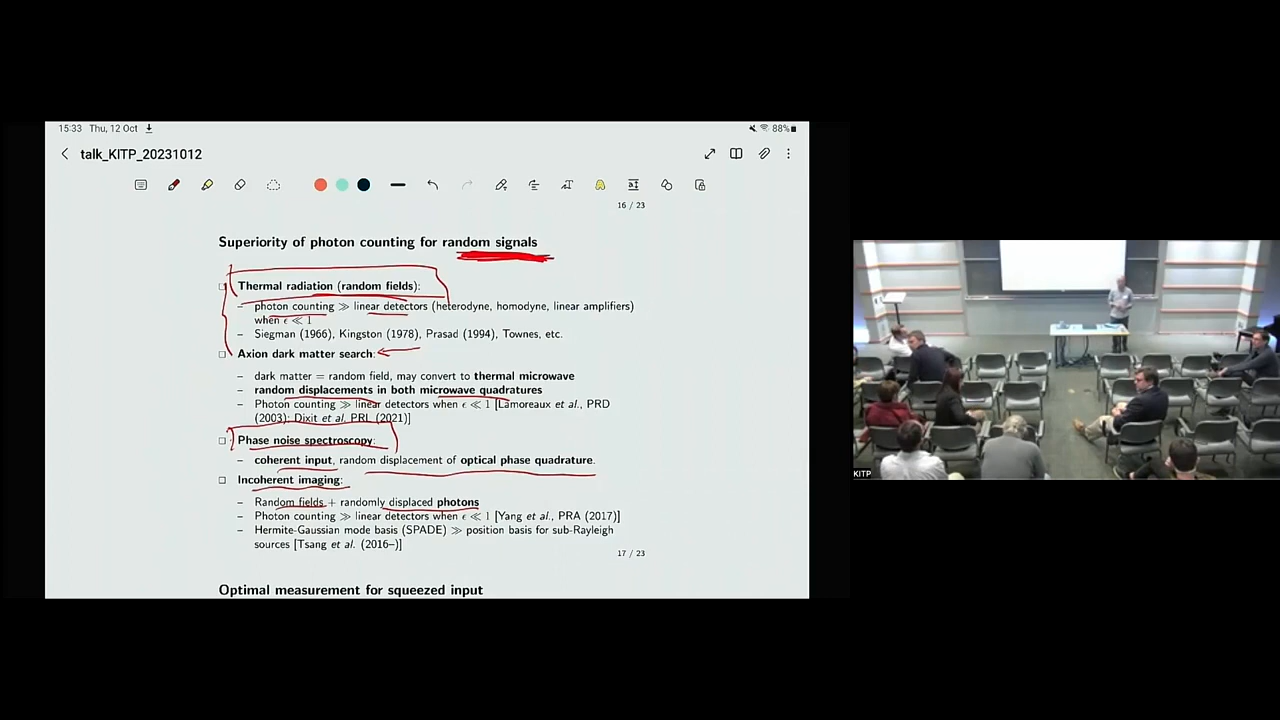 15:33 Thu, 12 Oct
88%
talk_KITP_20231012
16 / 23
Superiority of photon counting for random signals
Thermal radiation (random fields):
– photon counting ≫ linear detectors (heterodyne, homodyne, linear amplifiers)
when ϵ ≪ 1
– Siegman (1966), Kingston (1978), Prasad (1994), Townes, etc.
Axion dark matter search:
– dark matter = random field, may convert to thermal microwave
– random displacements in both microwave quadratures
– Photon counting ≫ linear detectors when ϵ ≪ 1 [Lamoreaux et al., PRD
(2003); Dixit et al. PRL (2021)]
Phase noise spectroscopy:
– coherent input, random displacement of optical phase quadrature.
Incoherent imaging:
– Random fields + randomly displaced photons
– Photon counting ≫ linear detectors when ϵ ≪ 1 [Yang et al., PRA (2017)]
– Hermite-Gaussian mode basis (SPADE) ≫ position basis for sub-Rayleigh
sources [Tsang et al. (2016–)]
17 / 23
Optimal measurement for squeezed input
KITP